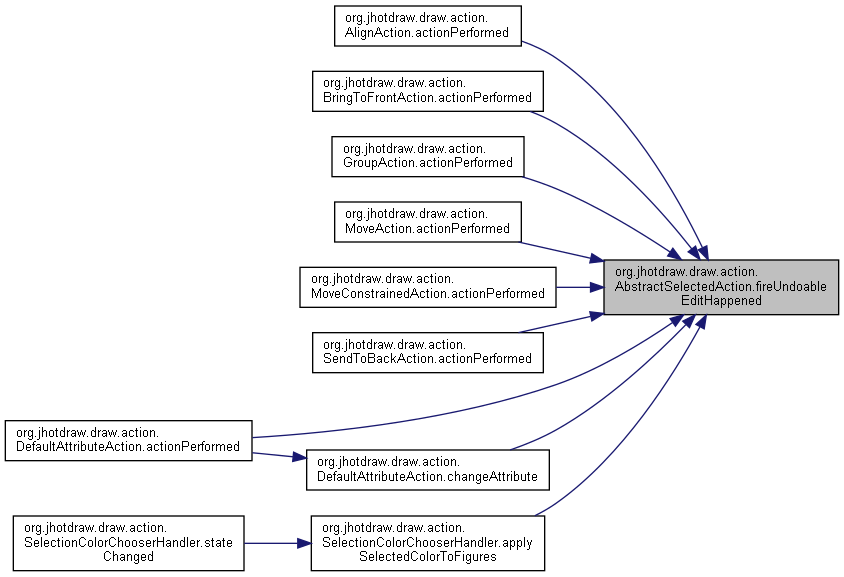 org.jhotdraw.draw.action.
AlignAction.actionPerformed
org.jhotdraw.draw.action.
BringToFrontAction.actionPerformed
org.jhotdraw.draw.action.
GroupAction.actionPerformed
org.jhotdraw.draw.action.
MoveAction.actionPerformed
org.jhotdraw.draw.action.
AbstractSelectedAction.fireUndoable
EditHappened
org.jhotdraw.draw.action.
MoveConstrainedAction.actionPerformed
org.jhotdraw.draw.action.
SendToBackAction.actionPerformed
org.jhotdraw.draw.action.
DefaultAttributeAction.actionPerformed
org.jhotdraw.draw.action.
DefaultAttributeAction.changeAttribute
org.jhotdraw.draw.action.
SelectionColorChooserHandler.state
Changed
org.jhotdraw.draw.action.
SelectionColorChooserHandler.apply
SelectedColorToFigures